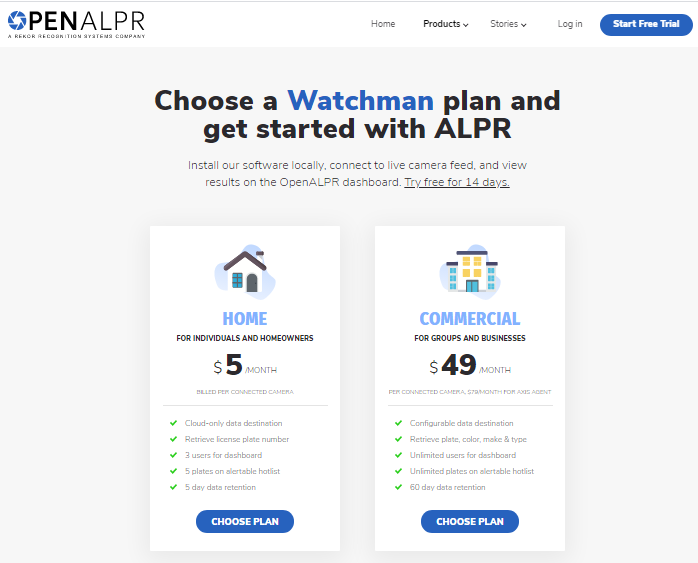 OPENALPR
A REKOR RECOGNITION SYSTEMS COMPANY
Home
Products
Stories
Log in
Start Free Trial
Choose a Watchman plan and
get started with ALPR
Install our software locally, connect to live camera feed, and view
results on the OpenALPR dashboard. Try free for 14 days.
HOME
FOR INDIVIDUALS AND HOMEOWNERS
$5/MONTH
BILLED PER CONNECTED CAMERA
Cloud-only data destination
Retrieve license plate number
3 users for dashboard
5 plates on alertable hotlist
5 day data retention
CHOOSE PLAN
COMMERCIAL
FOR GROUPS AND BUSINESSES
$49/MONTH
PER CONNECTED CAMERA, $79/MONTH FOR AXIS AGENT
Configurable data destination
Retrieve plate, color, make & type
Unlimited users for dashboard
Unlimited plates on alertable hotlist
60 day data retention
CHOOSE PLAN